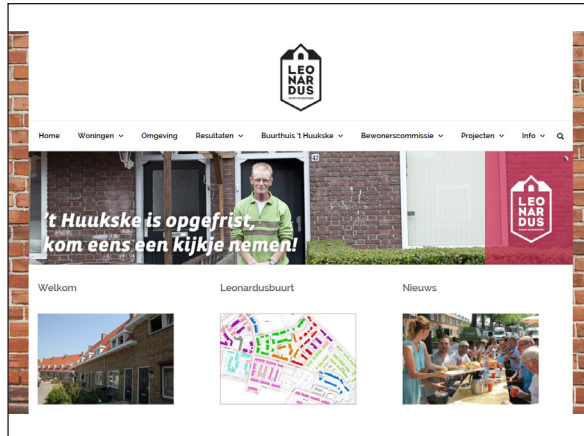 LEO
NAR
DUS
Home Woningen Omgeving Resultaten Buurthuis 't Huukske Bewonerscommissie Projecten Info
42
't Huukske is opgefrist,
kom eens een kijkje nemen!
LEO
NAR
DUS
Welkom Leonardusbuurt Nieuws